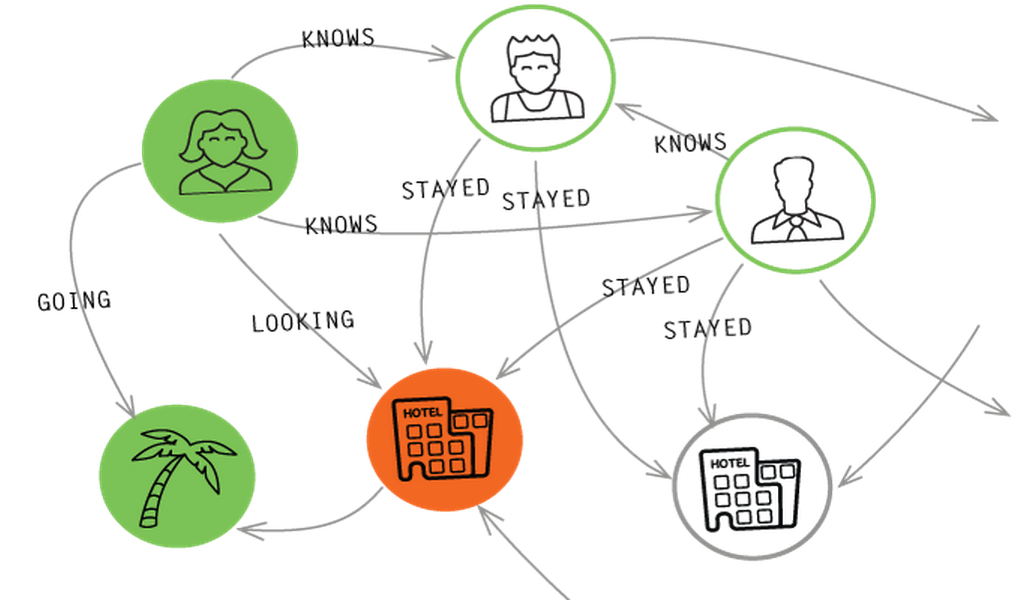 KNOWS
KNOWS
STAYED
STAYED
KNOWS
STAYED
GOING
LOOKING
STAYED
HOTEL
HOTEL